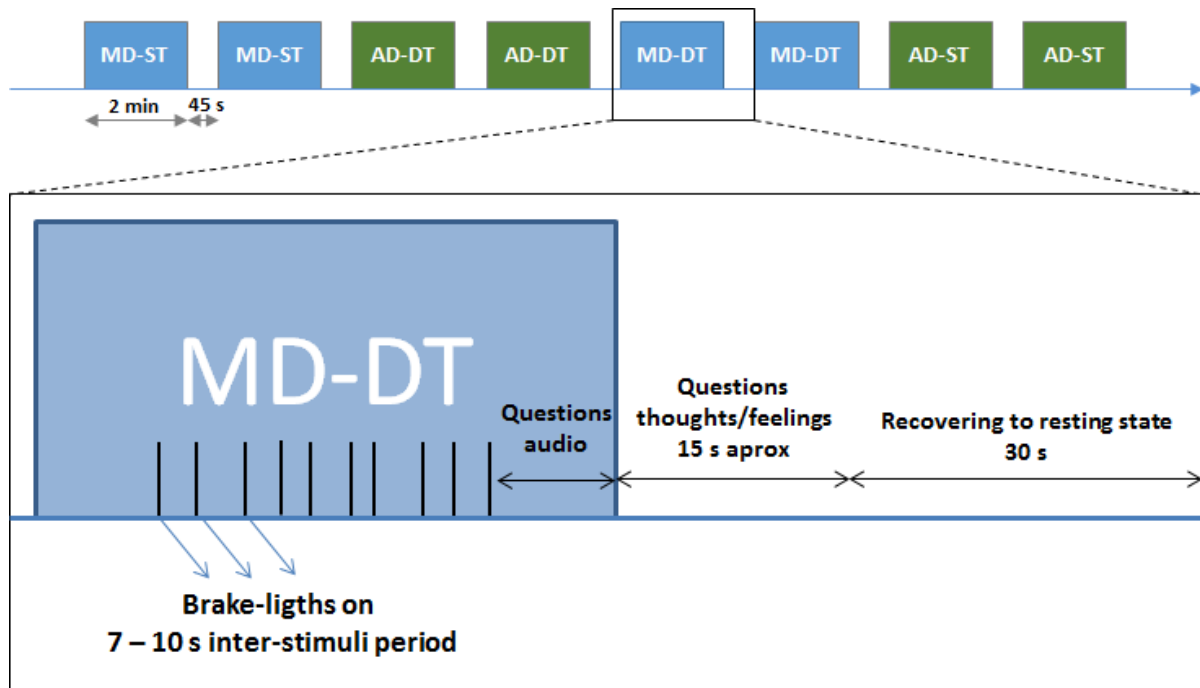 MD-ST MD-ST AD-DT AD-DT MD-DT MD-DT AD-ST AD-ST
2 min 45 s
MD-DT
Questions
audio
Questions
thoughts/feelings
15 s aprox
Recovering to resting state
30 s
Brake-ligths on
7 – 10 s inter-stimuli period